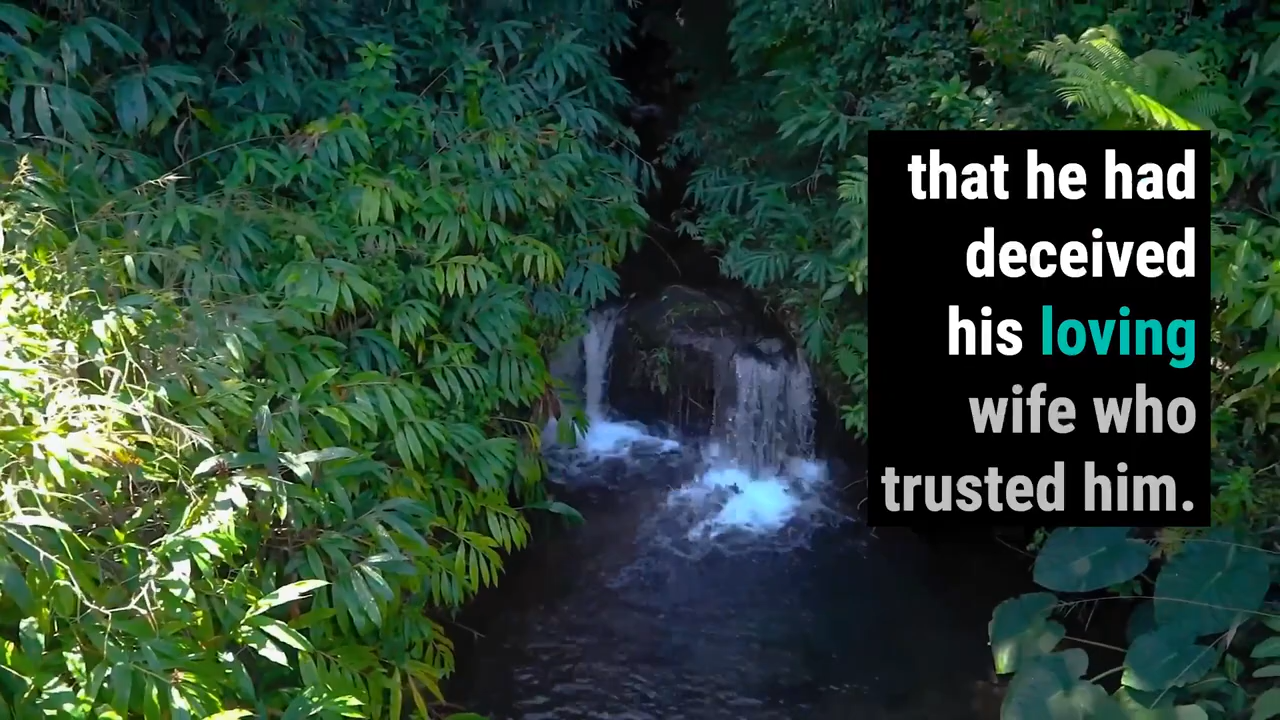 that he had
deceived
his loving
wife who
trusted him.